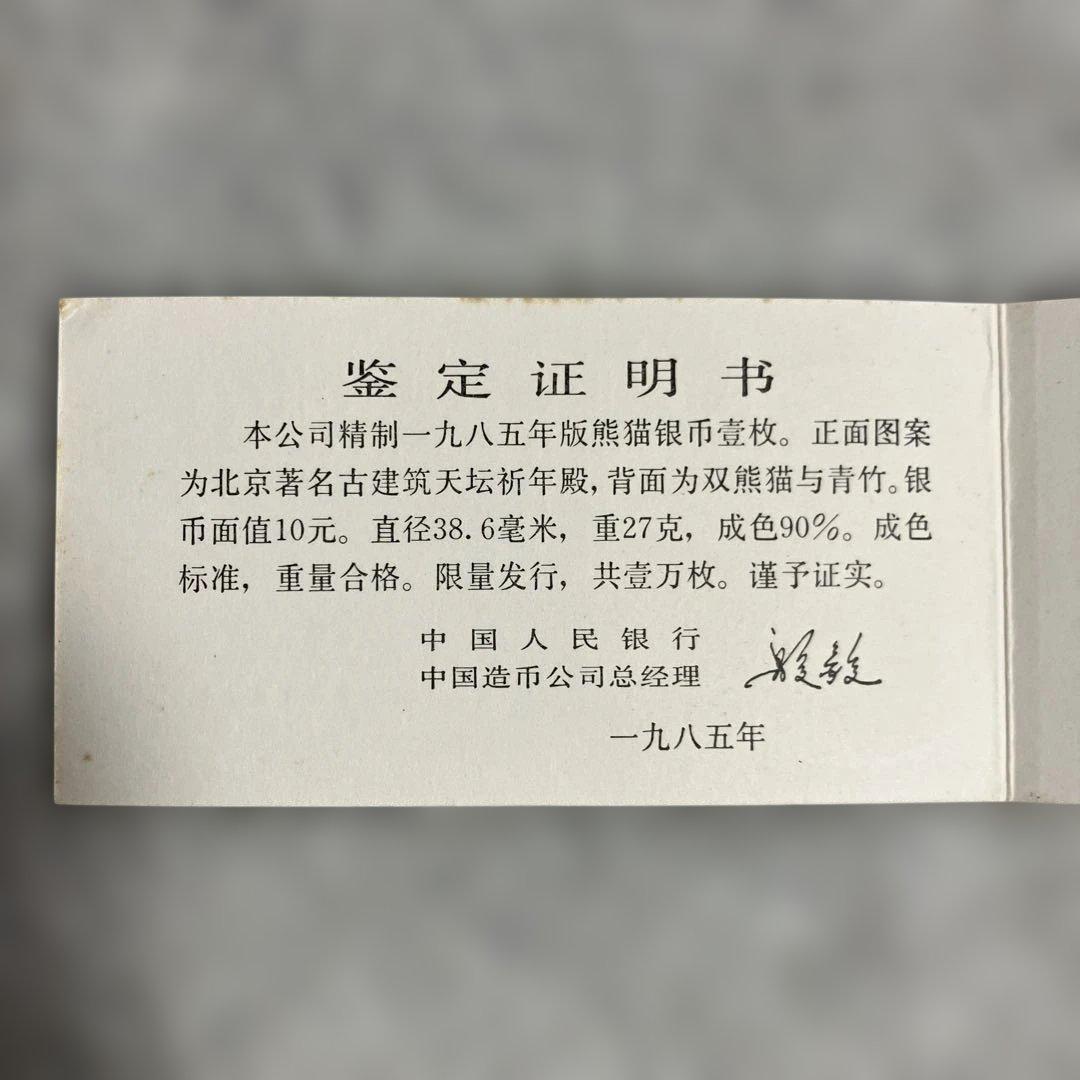 鉴定证明书
本公司精制一九八五年版熊猫银币壹枚。正面图案
为北京著名古建筑天坛祈年殿,背面为双熊猫与青竹。银
币面值10元。直径38.6毫米，重27克，成色90%。成色
标准，重量合格。限量发行，共壹万枚。谨予证实。
中国人民银行
中国造币公司总经理
一九八五年